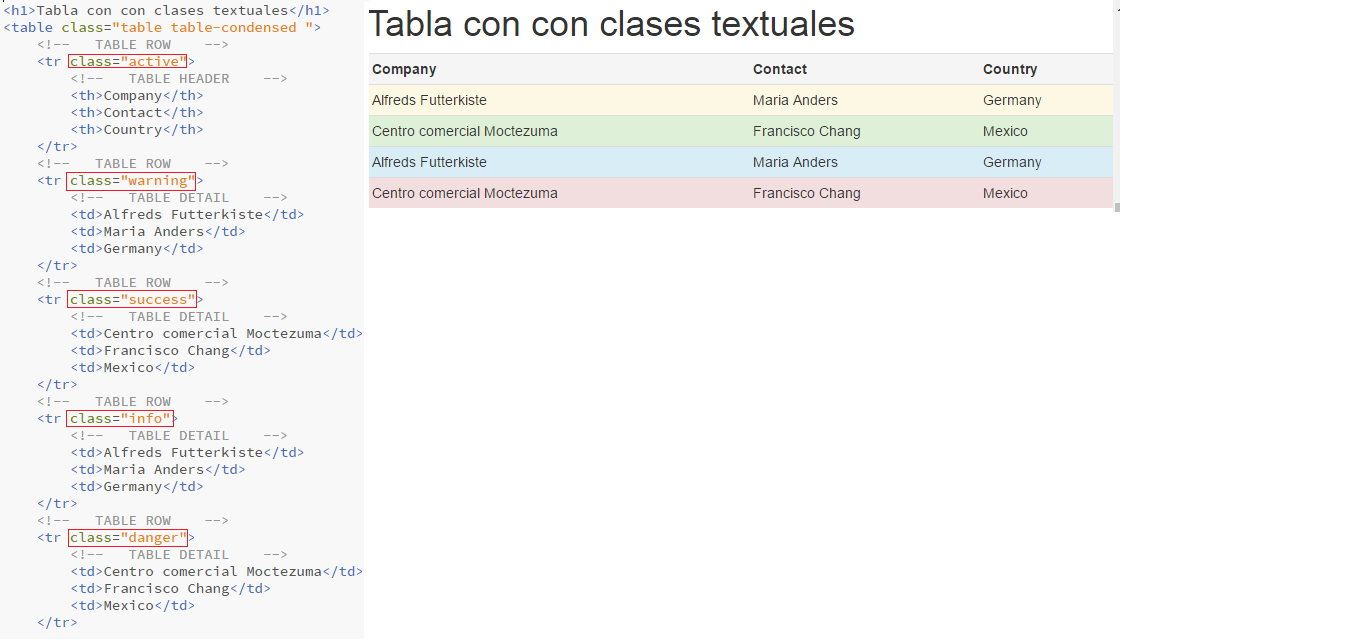 <h1>Tabla con con clases textuales</h1>
<table class="table table-condensed ">
<!-- TABLE ROW -->
<tr class="active">
<!-- TABLE HEADER -->
<th>Company</th>
<th>Contact</th>
<th>Country</th>
</tr>
<!-- TABLE ROW -->
<tr class="warning">
<!-- TABLE DETAIL -->
<td>Alfreds Futterkiste</td>
<td>Maria Anders</td>
<td>Germany</td>
</tr>
<!-- TABLE ROW -->
<tr class="success">
<!-- TABLE DETAIL -->
<td>Centro comercial Moctezuma</td>
<td>Francisco Chang</td>
<td>Mexico</td>
</tr>
<!-- TABLE ROW -->
<tr class="info">
<!-- TABLE DETAIL -->
<td>Alfreds Futterkiste</td>
<td>Maria Anders</td>
<td>Germany</td>
</tr>
<!-- TABLE ROW -->
<tr class="danger">
<!-- TABLE DETAIL -->
<td>Centro comercial Moctezuma</td>
<td>Francisco Chang</td>
<td>Mexico</td>
</tr>
Tabla con con clases textuales
Company Contact Country
Alfreds Futterkiste Maria Anders Germany
Centro comercial Moctezuma Francisco Chang Mexico
Alfreds Futterkiste Maria Anders Germany
Centro comercial Moctezuma Francisco Chang Mexico